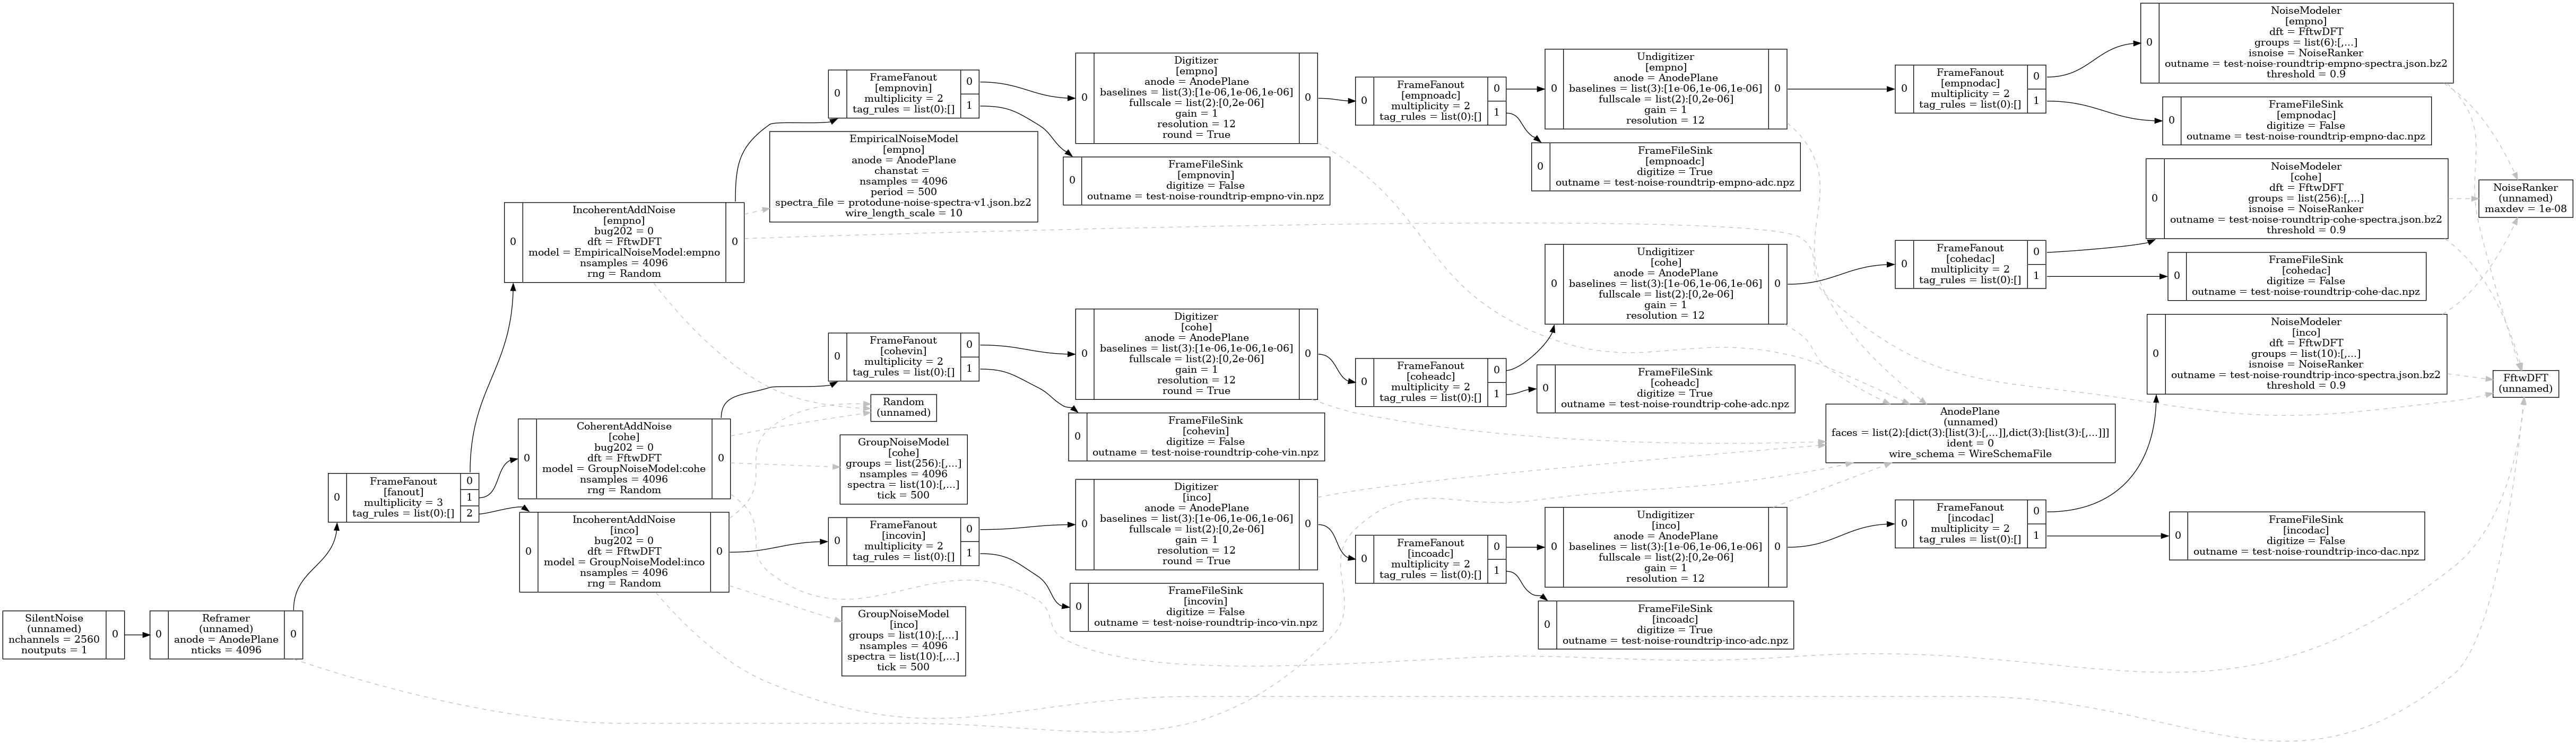 SilentNoise
(unnamed)
nchannels = 2560
noutputs = 1
0
0
Reframer
(unnamed)
anode = AnodePlane
nticks = 4096
0
0
FrameFanout
[fanout]
multiplicity = 3
tag_rules = list(0):[]
0
1
2
0
IncoherentAddNoise
[empno]
bug202 = 0
dft = FftwDFT
model = EmpiricalNoiseModel:empno
nsamples = 4096
rng = Random
0
0
CoherentAddNoise
[cohe]
bug202 = 0
dft = FftwDFT
model = GroupNoiseModel:cohe
nsamples = 4096
rng = Random
0
0
IncoherentAddNoise
[inco]
bug202 = 0
dft = FftwDFT
model = GroupNoiseModel:inco
nsamples = 4096
rng = Random
0
0
FrameFanout
[empnovin]
multiplicity = 2
tag_rules = list(0):[]
0
1
EmpiricalNoiseModel
[empno]
anode = AnodePlane
chanstat =
nsamples = 4096
period = 500
spectra_file = protodune-noise-spectra-v1.json.bz2
wire_length_scale = 10
0
FrameFanout
[cohevin]
multiplicity = 2
tag_rules = list(0):[]
0
1
Random
(unnamed)
GroupNoiseModel
[cohe]
groups = list(256):[,...]
nsamples = 4096
spectra = list(10):[,...]
tick = 500
0
FrameFanout
[incovin]
multiplicity = 2
tag_rules = list(0):[]
0
1
GroupNoiseModel
[inco]
groups = list(10):[,...]
nsamples = 4096
spectra = list(10):[,...]
tick = 500
0
Digitizer
[empno]
anode = AnodePlane
baselines = list(3):[1e-06,1e-06,1e-06]
fullscale = list(2):[0,2e-06]
gain = 1
resolution = 12
round = True
0
0
FrameFileSink
[empnovin]
digitize = False
outname = test-noise-roundtrip-empno-vin.npz
0
Digitizer
[cohe]
anode = AnodePlane
baselines = list(3):[1e-06,1e-06,1e-06]
fullscale = list(2):[0,2e-06]
gain = 1
resolution = 12
round = True
0
0
FrameFileSink
[cohevin]
digitize = False
outname = test-noise-roundtrip-cohe-vin.npz
0
Digitizer
[inco]
anode = AnodePlane
baselines = list(3):[1e-06,1e-06,1e-06]
fullscale = list(2):[0,2e-06]
gain = 1
resolution = 12
round = True
0
0
FrameFileSink
[incovin]
digitize = False
outname = test-noise-roundtrip-inco-vin.npz
0
FrameFanout
[empnoadc]
multiplicity = 2
tag_rules = list(0):[]
0
1
0
FrameFanout
[coheadc]
multiplicity = 2
tag_rules = list(0):[]
0
1
0
FrameFanout
[incoadc]
multiplicity = 2
tag_rules = list(0):[]
0
1
0
Undigitizer
[empno]
anode = AnodePlane
baselines = list(3):[1e-06,1e-06,1e-06]
fullscale = list(2):[0,2e-06]
gain = 1
resolution = 12
0
0
FrameFileSink
[empnoadc]
digitize = True
outname = test-noise-roundtrip-empno-adc.npz
0
Undigitizer
[cohe]
anode = AnodePlane
baselines = list(3):[1e-06,1e-06,1e-06]
fullscale = list(2):[0,2e-06]
gain = 1
resolution = 12
0
0
FrameFileSink
[coheadc]
digitize = True
outname = test-noise-roundtrip-cohe-adc.npz
0
Undigitizer
[inco]
anode = AnodePlane
baselines = list(3):[1e-06,1e-06,1e-06]
fullscale = list(2):[0,2e-06]
gain = 1
resolution = 12
0
0
FrameFileSink
[incoadc]
digitize = True
outname = test-noise-roundtrip-inco-adc.npz
0
FrameFanout
[empnodac]
multiplicity = 2
tag_rules = list(0):[]
0
1
0
FrameFanout
[cohedac]
multiplicity = 2
tag_rules = list(0):[]
0
1
AnodePlane
(unnamed)
faces = list(2):[dict(3):[list(3):[,...]],dict(3):[list(3):[,...]]]
ident = 0
wire_schema = WireSchemaFile
0
FrameFanout
[incodac]
multiplicity = 2
tag_rules = list(0):[]
0
1
0
NoiseModeler
[empno]
dft = FftwDFT
groups = list(6):[,...]
isnoise = NoiseRanker
outname = test-noise-roundtrip-empno-spectra.json.bz2
threshold = 0.9
0
FrameFileSink
[empnodac]
digitize = False
outname = test-noise-roundtrip-empno-dac.npz
0
NoiseModeler
[cohe]
dft = FftwDFT
groups = list(256):[,...]
isnoise = NoiseRanker
outname = test-noise-roundtrip-cohe-spectra.json.bz2
threshold = 0.9
0
FrameFileSink
[cohedac]
digitize = False
outname = test-noise-roundtrip-cohe-dac.npz
0
NoiseModeler
[inco]
dft = FftwDFT
groups = list(10):[,...]
isnoise = NoiseRanker
outname = test-noise-roundtrip-inco-spectra.json.bz2
threshold = 0.9
0
FrameFileSink
[incodac]
digitize = False
outname = test-noise-roundtrip-inco-dac.npz
NoiseRanker
(unnamed)
maxdev = 1e-08
FftwDFT
(unnamed)